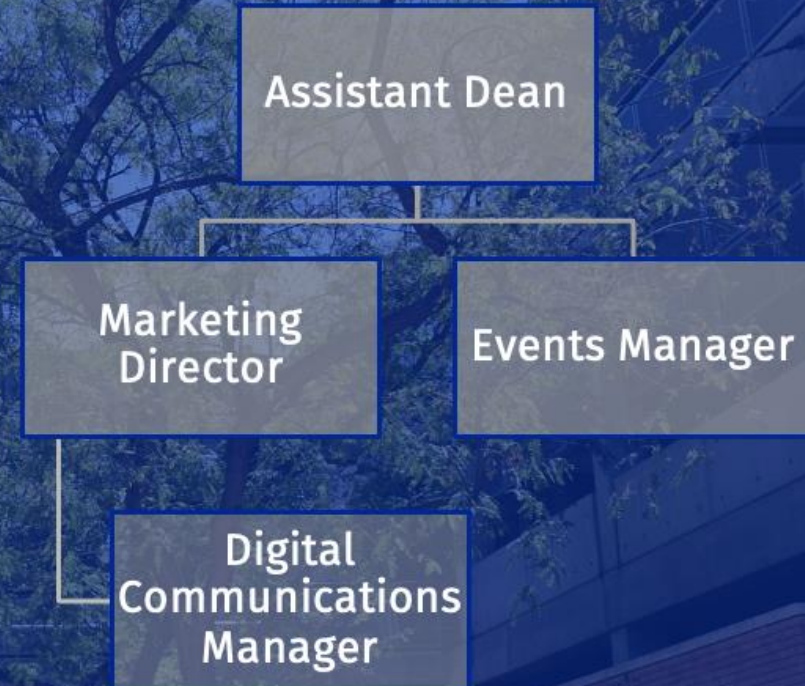 Assistant Dean
Marketing
Director
Events Manager
Digital
Communications
Manager